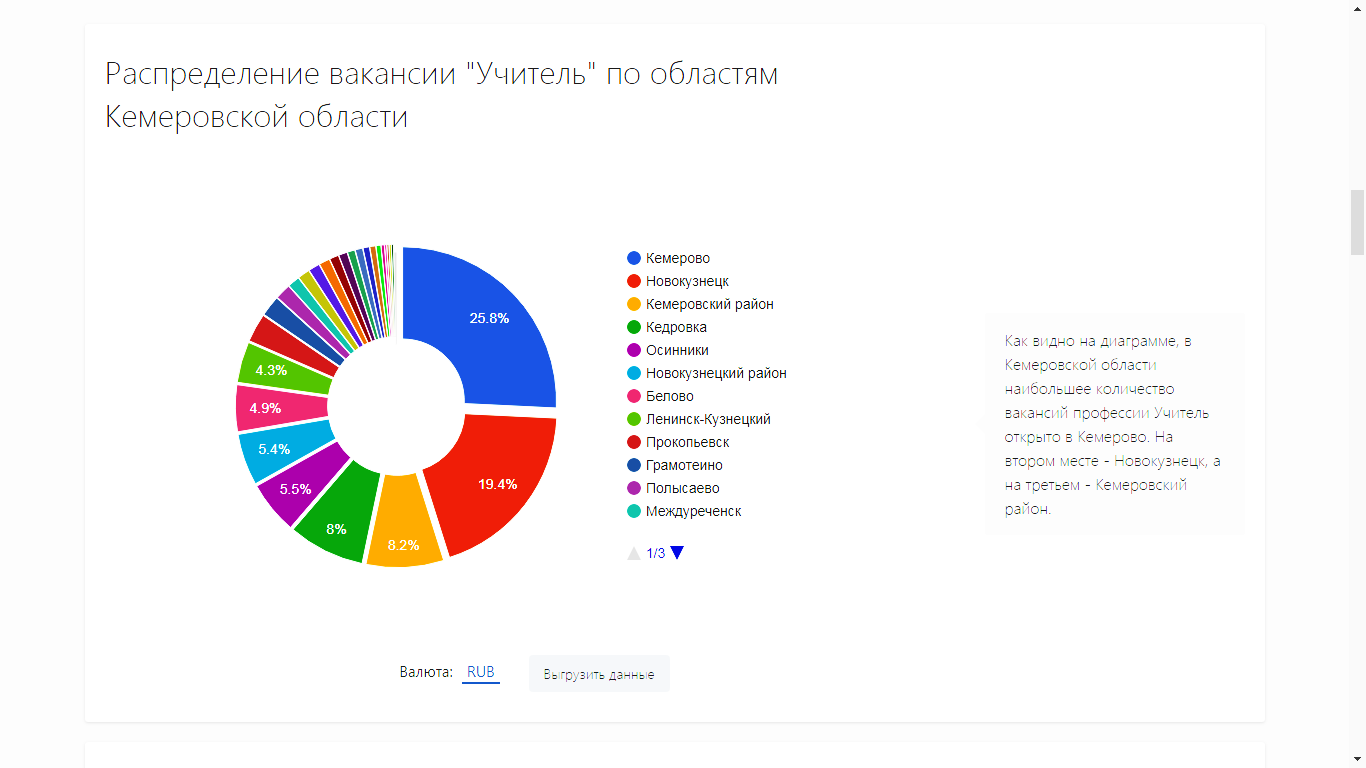 Распределение вакансии "Учитель" по областям
Кемеровской области
25.8%
19.4%
8.2%
8%
5.5%
5.4%
4.9%
4.3%
Кемерово
Новокузнецк
Кемеровский район
Кедровка
Осинники
Новокузнецкий район
Белово
Ленинск-Кузнецкий
Прокопьевск
Грамотеино
Полысаево
Междуреченск
1/3
Как видно на диаграмме, в
Кемеровской области
наибольшее количество
вакансий профессии Учитель
открыто в Кемерово. На
втором месте - Новокузнецк, а
на третьем - Кемеровский
район.
Валюта: RUB Выгрузить данные